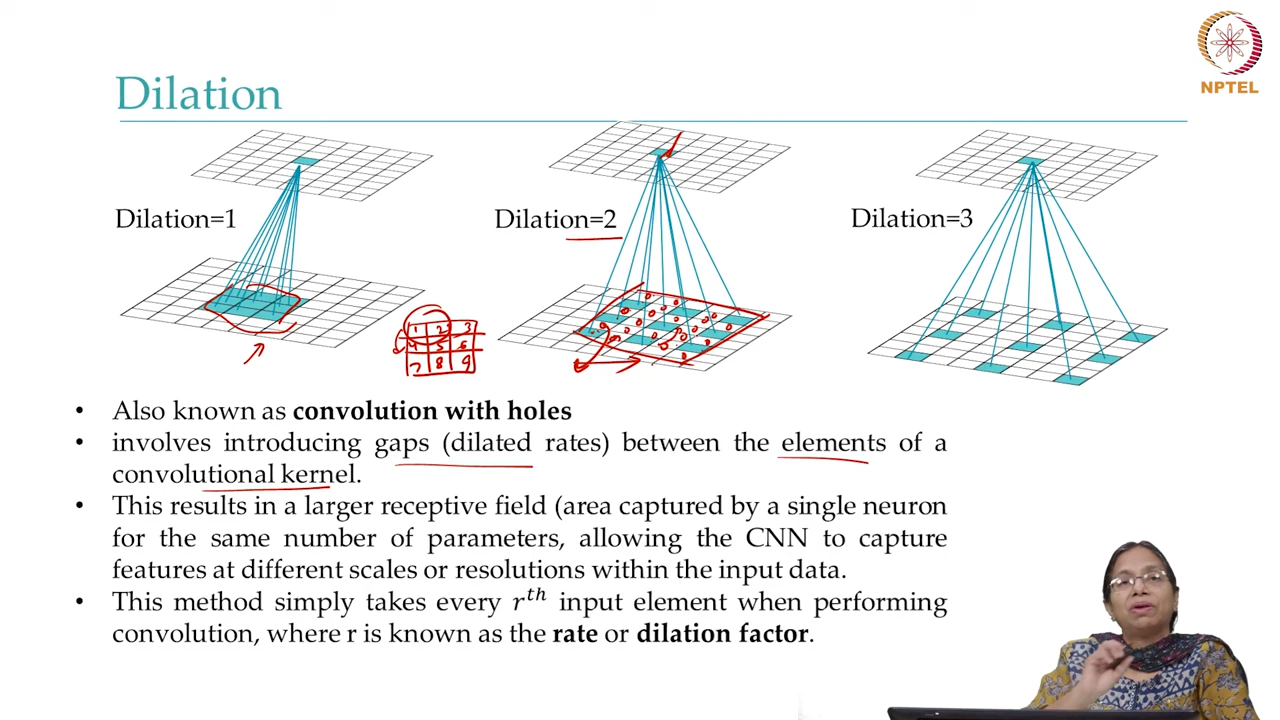 NPTEL
Dilation
Dilation=1
Dilation=2
Dilation=3
1 2 3
4 5 6
7 8 9
• Also known as convolution with holes
• involves introducing gaps (dilated rates) between the elements of a
convolutional kernel.
• This results in a larger receptive field (area captured by a single neuron
for the same number of parameters, allowing the CNN to capture
features at different scales or resolutions within the input data.
• This method simply takes every rᵗʰ input element when performing
convolution, where r is known as the rate or dilation factor.